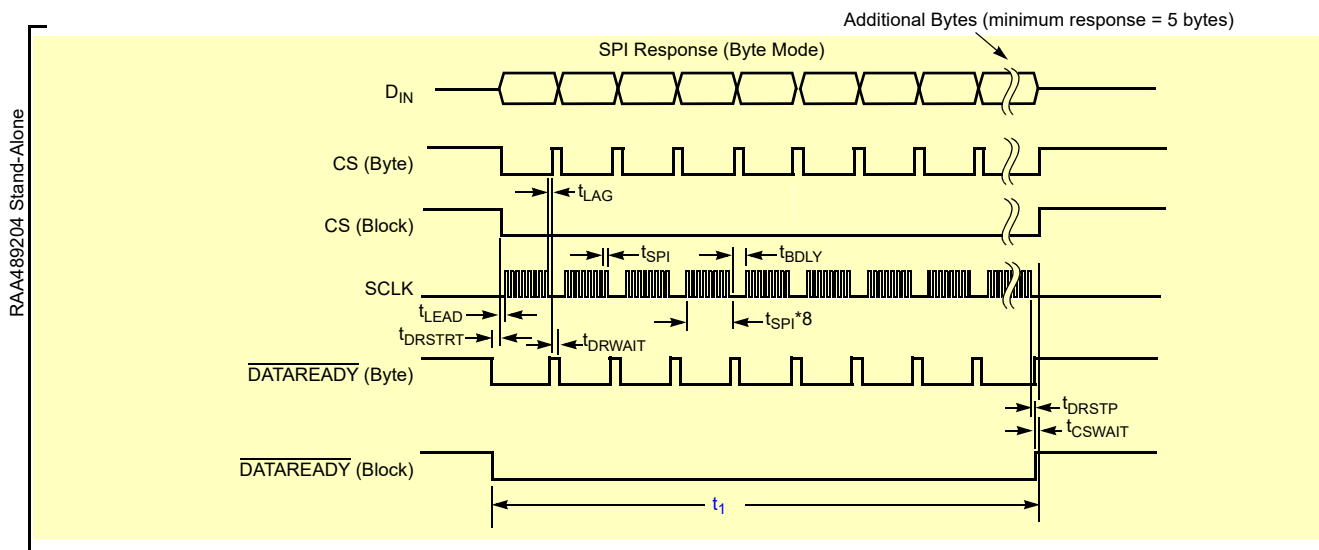 Additional Bytes (minimum response = 5 bytes)
SPI Response (Byte Mode)
RAA489204 Stand-Alone
DIN
CS (Byte)
tLAG
CS (Block)
tSPI
tBDLY
SCLK
tLEAD
tSPI*8
tDRSTRT
tDRWAIT
DATAREADY (Byte)
tDRSTP
tCSWAIT
DATAREADY (Block)
t1